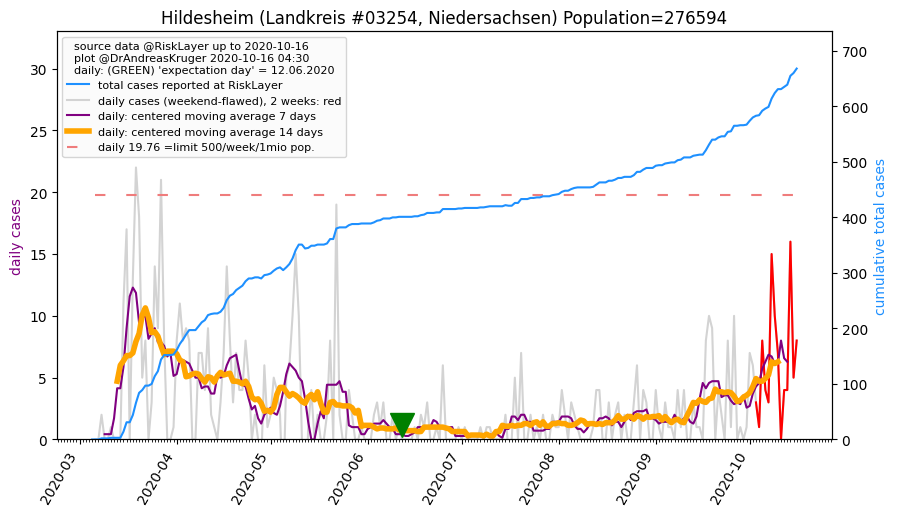 Hildesheim (Landkreis #03254, Niedersachsen) Population=276594
source data @RiskLayer up to 2020-10-16
plot @DrAndreasKruger 2020-10-16 04:30
daily: (GREEN) 'expectation day' = 12.06.2020
total cases reported at RiskLayer
daily cases (weekend-flawed), 2 weeks: red
daily: centered moving average 7 days
daily: centered moving average 14 days
daily 19.76 =limit 500/week/1mio pop.
daily cases
30
25
20
15
10
5
0
700
600
500
400
300
200
100
0
cumulative total cases
2020-03
2020-04
2020-05
2020-06
2020-07
2020-08
2020-09
2020-10